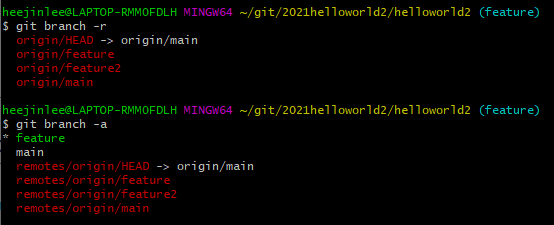 heejinlee@LAPTOP-RMMOFDLH MINGW64 ~/git/2021helloworld2/helloworld2 (feature)
$ git branch -r
  origin/HEAD -> origin/main
  origin/feature
  origin/feature2
  origin/main
heejinlee@LAPTOP-RMMOFDLH MINGW64 ~/git/2021helloworld2/helloworld2 (feature)
$ git branch -a
* feature
  main
  remotes/origin/HEAD -> origin/main
  remotes/origin/feature
  remotes/origin/feature2
  remotes/origin/main